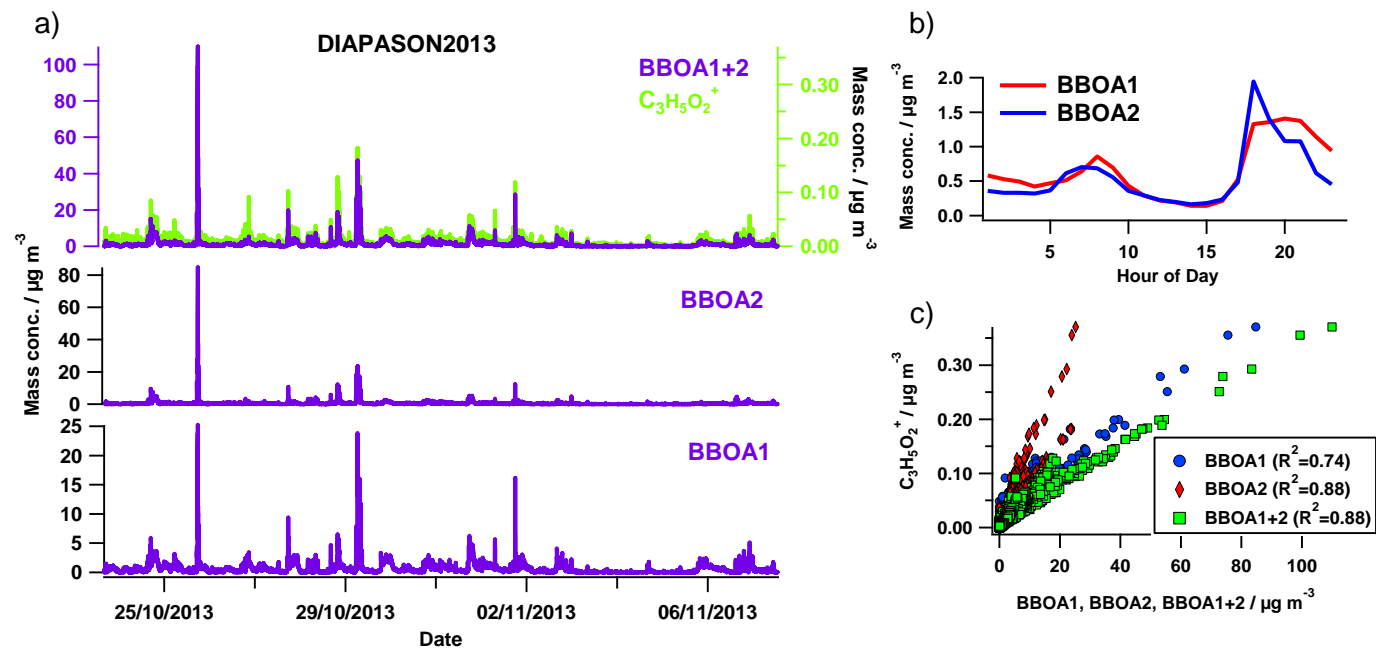 a)
DIAPASON2013
BBOA1+2
C₃H₅O₂⁺
100
80
60
40
20
0
0.30
0.20
0.10
0.00
Mass conc. / µg m⁻³
BBOA2
80
60
40
20
0
Mass conc. / µg m⁻³
BBOA1
25
20
15
10
5
0
25/10/2013 29/10/2013 02/11/2013 06/11/2013
Date
b)
BBOA1
BBOA2
2.0
1.5
1.0
0.5
0.0
Mass conc. / µg m⁻³
5 10 15 20
Hour of Day
c)
0.30
0.20
0.10
0.00
C₃H₅O₂⁺ / µg m⁻³
BBOA1 (R²=0.74)
BBOA2 (R²=0.88)
BBOA1+2 (R²=0.88)
0 20 40 60 80 100
BBOA1, BBOA2, BBOA1+2 / µg m⁻³